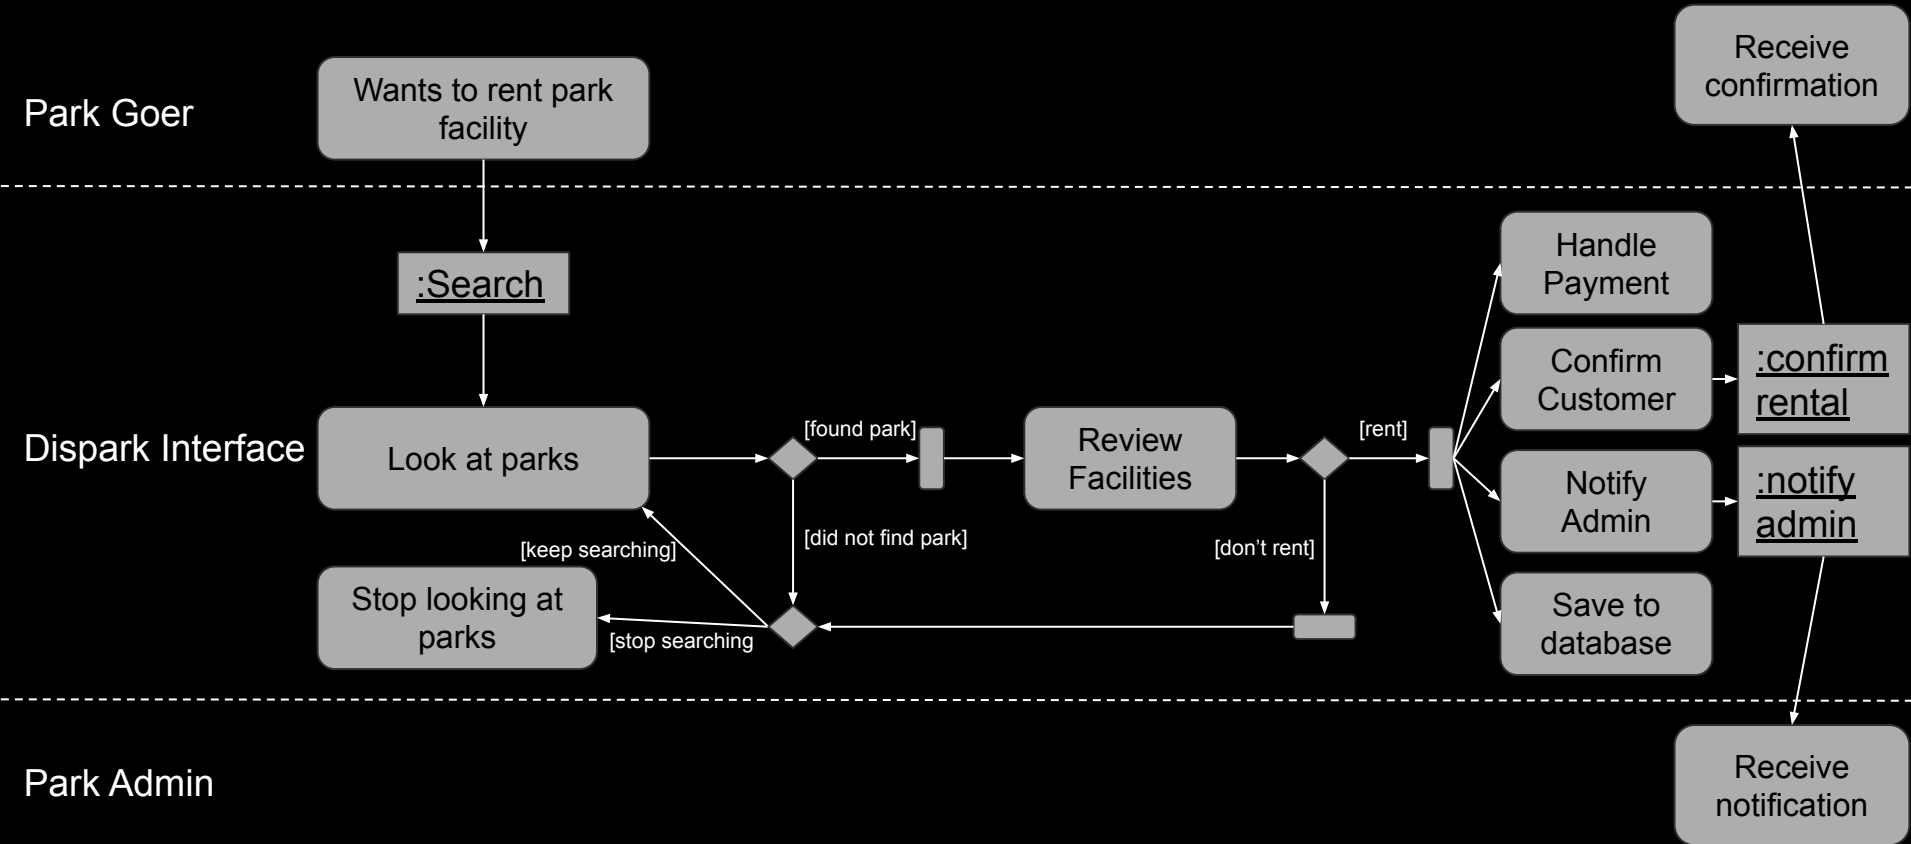 Park Goer
Wants to rent park
facility
Receive
confirmation
:Search
Dispark Interface
Look at parks
[found park]
[did not find park]
[keep searching]
[stop searching
Stop looking at
parks
Review
Facilities
[rent]
[don't rent]
Handle
Payment
Confirm
Customer
:confirm
rental
Notify
Admin
:notify
admin
Save to
database
Park Admin
Receive
notification